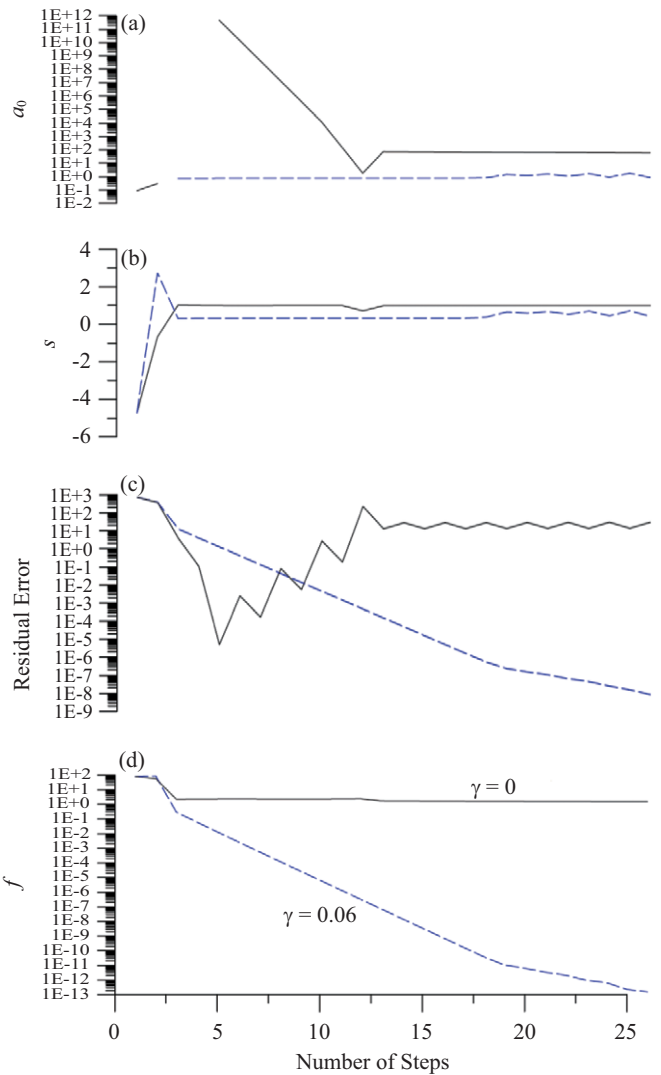 (a)
1E+12
1E+11
1E+10
1E+9
1E+8
1E+7
1E+6
1E+5
1E+4
1E+3
1E+2
1E+1
1E+0
1E-1
1E-2
a0
(b)
4
2
0
-2
-4
-6
s
(c)
1E+3
1E+2
1E+1
1E+0
1E-1
1E-2
1E-3
1E-4
1E-5
1E-6
1E-7
1E-8
1E-9
Residual Error
(d)
1E+2
1E+1
1E+0
1E-1
1E-2
1E-3
1E-4
1E-5
1E-6
1E-7
1E-8
1E-9
1E-10
1E-11
1E-12
1E-13
f
γ = 0
γ = 0.06
0 5 10 15 20 25
Number of Steps